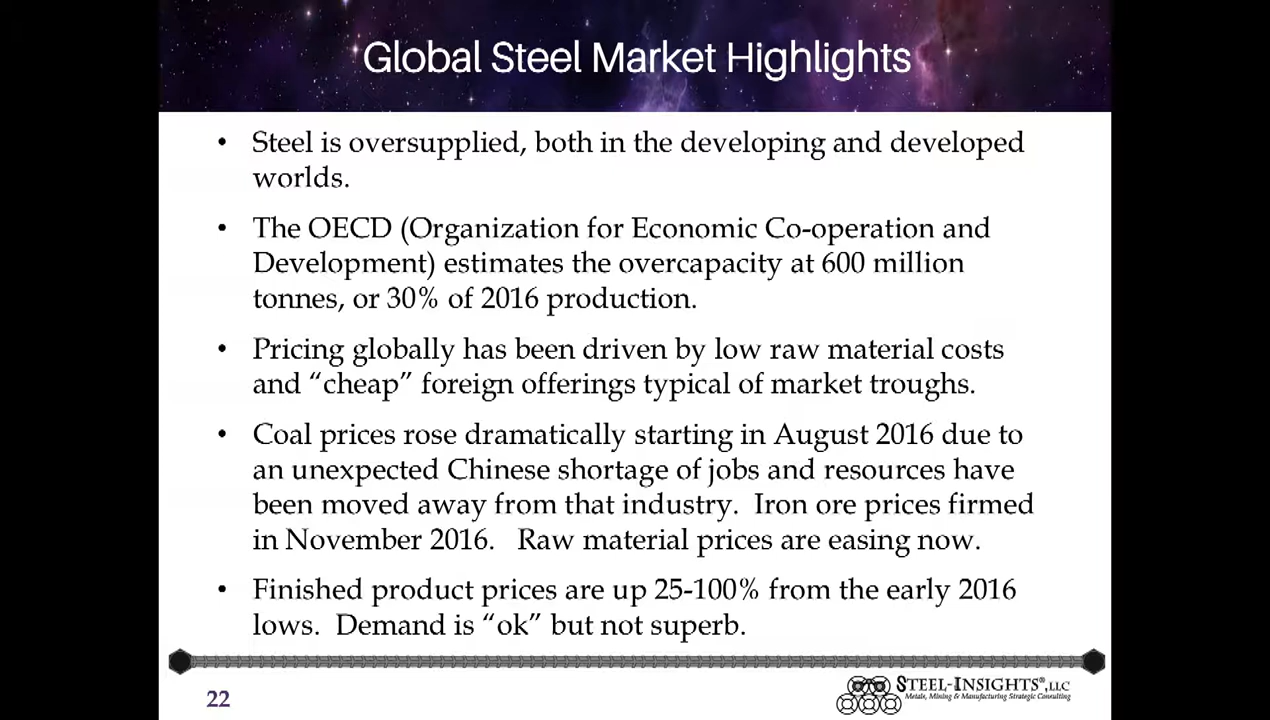 Global Steel Market Highlights
• Steel is oversupplied, both in the developing and developed
worlds.
• The OECD (Organization for Economic Co-operation and
Development) estimates the overcapacity at 600 million
tonnes, or 30% of 2016 production.
• Pricing globally has been driven by low raw material costs
and “cheap” foreign offerings typical of market troughs.
• Coal prices rose dramatically starting in August 2016 due to
an unexpected Chinese shortage of jobs and resources have
been moved away from that industry.  Iron ore prices firmed
in November 2016.   Raw material prices are easing now.
• Finished product prices are up 25-100% from the early 2016
lows.  Demand is “ok” but not superb.
22
STEEL-INSIGHTS®, LLC
Metals, Mining & Manufacturing Strategic Consulting